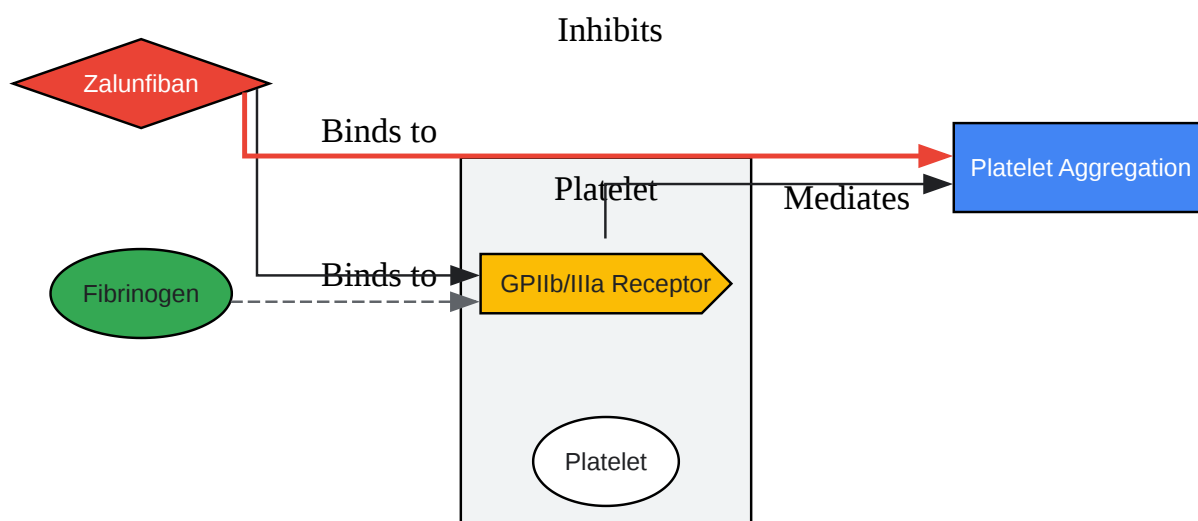 Inhibits
Zalunfiban
Binds to
Platelet Aggregation
Platelet
Mediates
Binds to
GPIIb/IIIa Receptor
Fibrinogen
Platelet